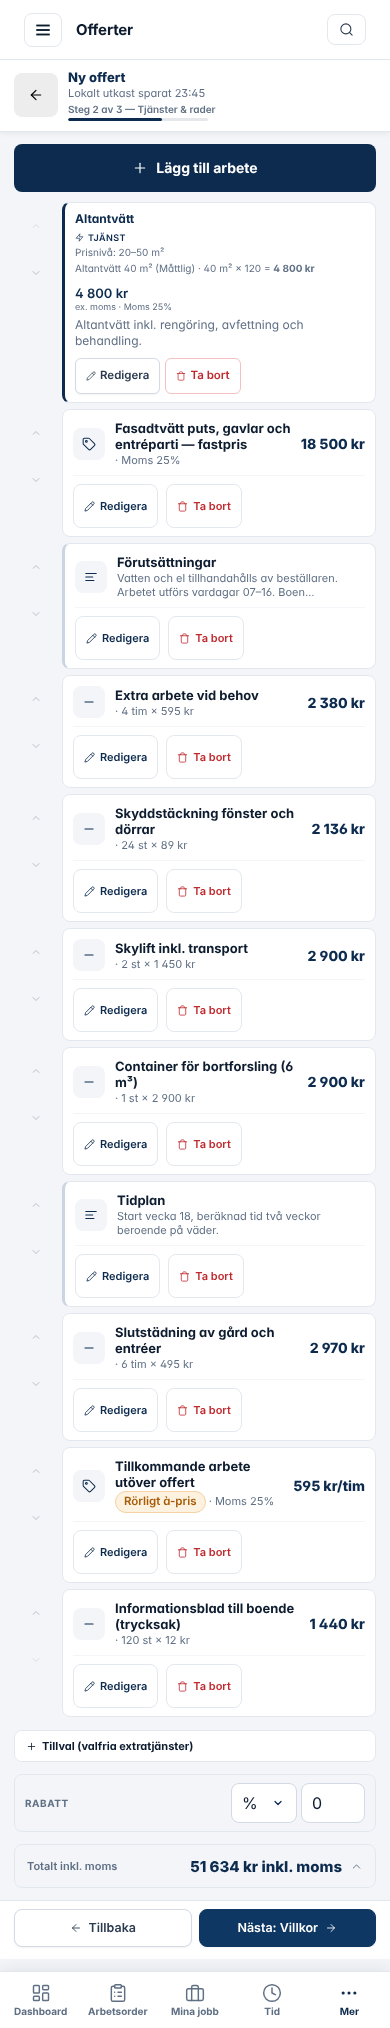 Offerter
Ny offert
Lokalt utkast sparat 23:45
Steg 2 av 3 — Tjänster & rader
Lägg till arbete
Altantvätt
TJÄNST
Prisnivå: 20–50 m²
Altantvätt 40 m² (Måttlig) · 40 m² × 120 = 4 800 kr
4 800 kr
ex. moms · Moms 25%
Altantvätt inkl. rengöring, avfettning och
behandling.
Redigera Ta bort
Fasadtvätt puts, gavlar och
entréparti — fastpris
18 500 kr
· Moms 25%
Redigera Ta bort
Förutsättningar
Vatten och el tillhandahålls av beställaren.
Arbetet utförs vardagar 07–16. Boen...
Redigera Ta bort
Extra arbete vid behov
2 380 kr
· 4 tim × 595 kr
Redigera Ta bort
Skyddstäckning fönster och
dörrar
2 136 kr
· 24 st × 89 kr
Redigera Ta bort
Skylift inkl. transport
2 900 kr
· 2 st × 1 450 kr
Redigera Ta bort
Container för bortforsling (6
m³)
2 900 kr
· 1 st × 2 900 kr
Redigera Ta bort
Tidplan
Start vecka 18, beräknad tid två veckor
beroende på väder.
Redigera Ta bort
Slutstädning av gård och
entréer
2 970 kr
· 6 tim × 495 kr
Redigera Ta bort
Tillkommande arbete
utöver offert
595 kr/tim
Rörligt à-pris · Moms 25%
Redigera Ta bort
Informationsblad till boende
(trycksak)
1 440 kr
· 120 st × 12 kr
Redigera Ta bort
Tillval (valfria extratjänster)
RABATT % 0
Totalt inkl. moms 51 634 kr inkl. moms
Tillbaka Nästa: Villkor
Dashboard Arbetsorder Mina jobb Tid Mer